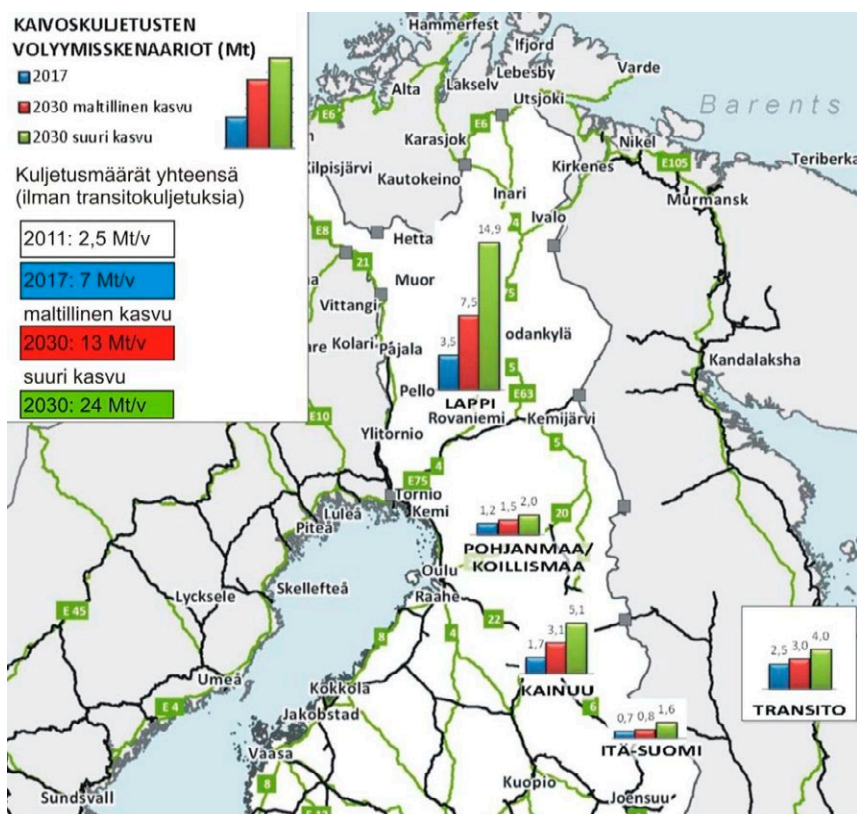 KAIVOSKULJETUSTEN
VOLYYMISSKENAARIOT (Mt)
2017
2030 maltillinen kasvu
2030 suuri kasvu
Kuljetusmäärät yhteensä
(ilman transitokuljetuksia)
2011: 2,5 Mt/v
2017: 7 Mt/v
maltillinen kasvu
2030: 13 Mt/v
suuri kasvu
2030: 24 Mt/v
Hammerfest
Ifjord
Lebesby
Varde
Alta
Lakselv
Utsjoki
Barents
E6
E6
Karasjok
Nikel
E105
Teriberka
Kilpisjärvi
Kautokeino
Kirkenes
Murmansk
Inari
4
Ivalo
E8
Hetta
14,9
21
Muor
75
Vittangi
7,5
Kolari
odankylä
are
Pajala
3,5
Kandalaksha
5
Pello
LAPPI
E63
E10
Rovaniemi
Kemijärvi
Ylitornio
4
5
E75
Tornio
Kemi
Luleå
Piteå
1,2
1,5
2,0
20
POHJANMAA/
KOILLISMAA
Oulu
Skellefteå
Raahe
Lycksele
E 45
22
5,1
8
4
3,1
1,7
KAINUU
2,5
3,0
4,0
TRANSITO
Umeå
Kokkola
6
E 4
Jakobstad
0,7
0,8
1,6
ITÄ-SUOMI
Vaasa
8
Kuopio
Joensuu
Sundsvall